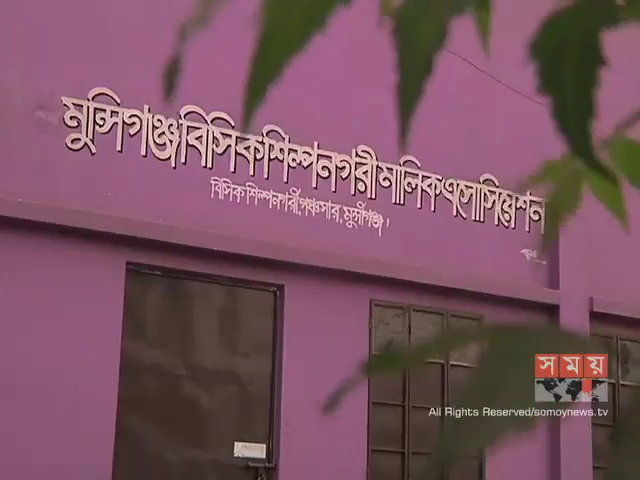 মুন্সিগঞ্জ বিসিক শিল্পনগরী মালিক এসোসিয়েশন
বিসিক শিল্পনগরী, পঞ্চসার, মুন্সীগঞ্জ।
সময়
All Rights Reserved/somoynews.tv